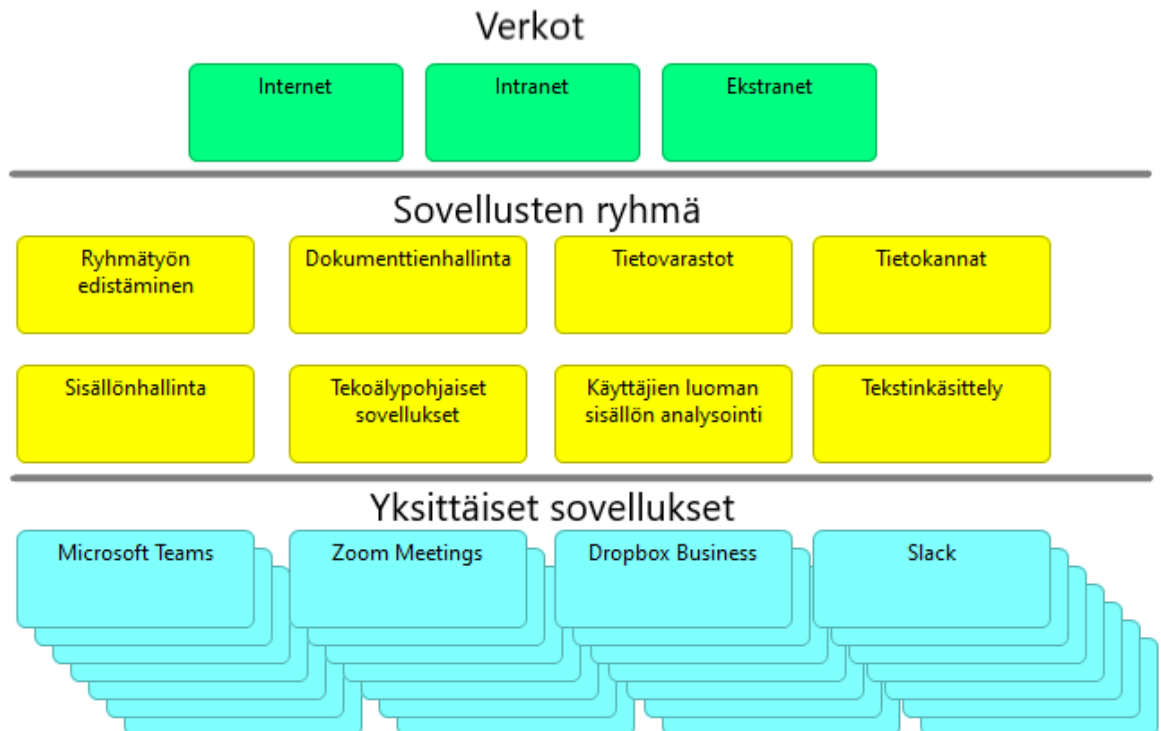 Verkot
Internet
Intranet
Ekstranet
Sovellusten ryhmä
Ryhmätyön
edistäminen
Dokumenttienhallinta
Tietovarastot
Tietokannat
Sisällönhallinta
Tekoälypohjaiset
sovellukset
Käyttäjien luoman
sisällön analysointi
Tekstinkäsittely
Yksittäiset sovellukset
Microsoft Teams
Zoom Meetings
Dropbox Business
Slack